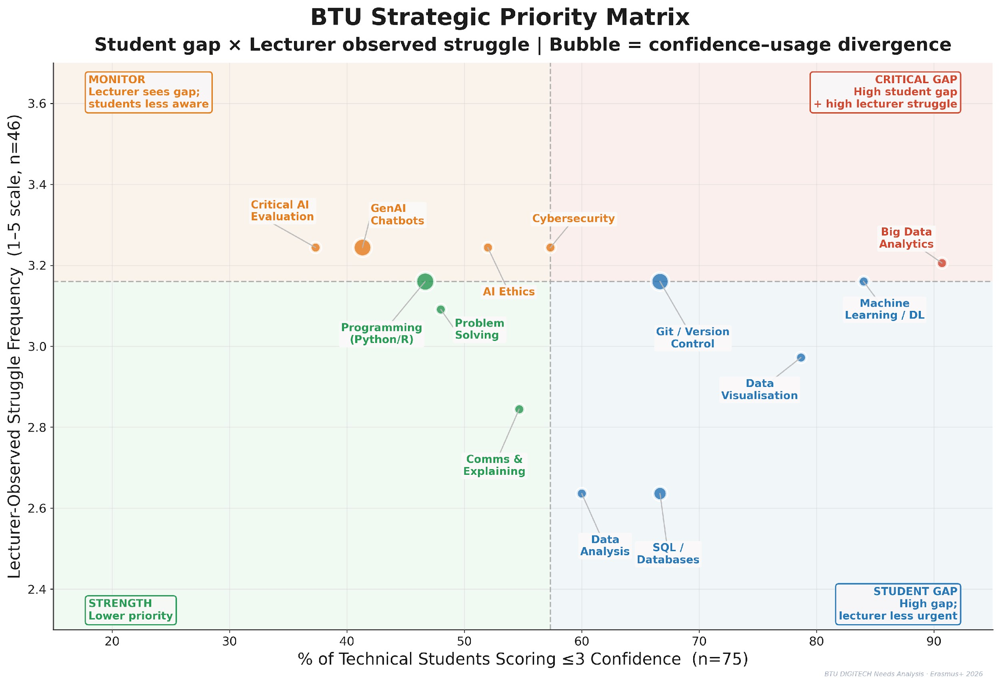 BTU Strategic Priority Matrix
Student gap × Lecturer observed struggle | Bubble = confidence–usage divergence
MONITOR
Lecturer sees gap;
students less aware
CRITICAL GAP
High student gap
+ high lecturer struggle
Lecturer-Observed Struggle Frequency (1–5 scale, n=46)
3.6
3.4
3.2
3.0
2.8
2.6
2.4
Critical AI
Evaluation
GenAI
Chatbots
Cybersecurity
Big Data
Analytics
AI Ethics
Machine
Learning / DL
Programming
(Python/R)
Problem
Solving
Git / Version
Control
Data
Visualisation
Comms &
Explaining
Data
Analysis
SQL /
Databases
STRENGTH
Lower priority
STUDENT GAP
High gap;
lecturer less urgent
20
30
40
50
60
70
80
90
% of Technical Students Scoring ≤3 Confidence (n=75)
BTU DIGITECH Needs Analysis · Erasmus+ 2026